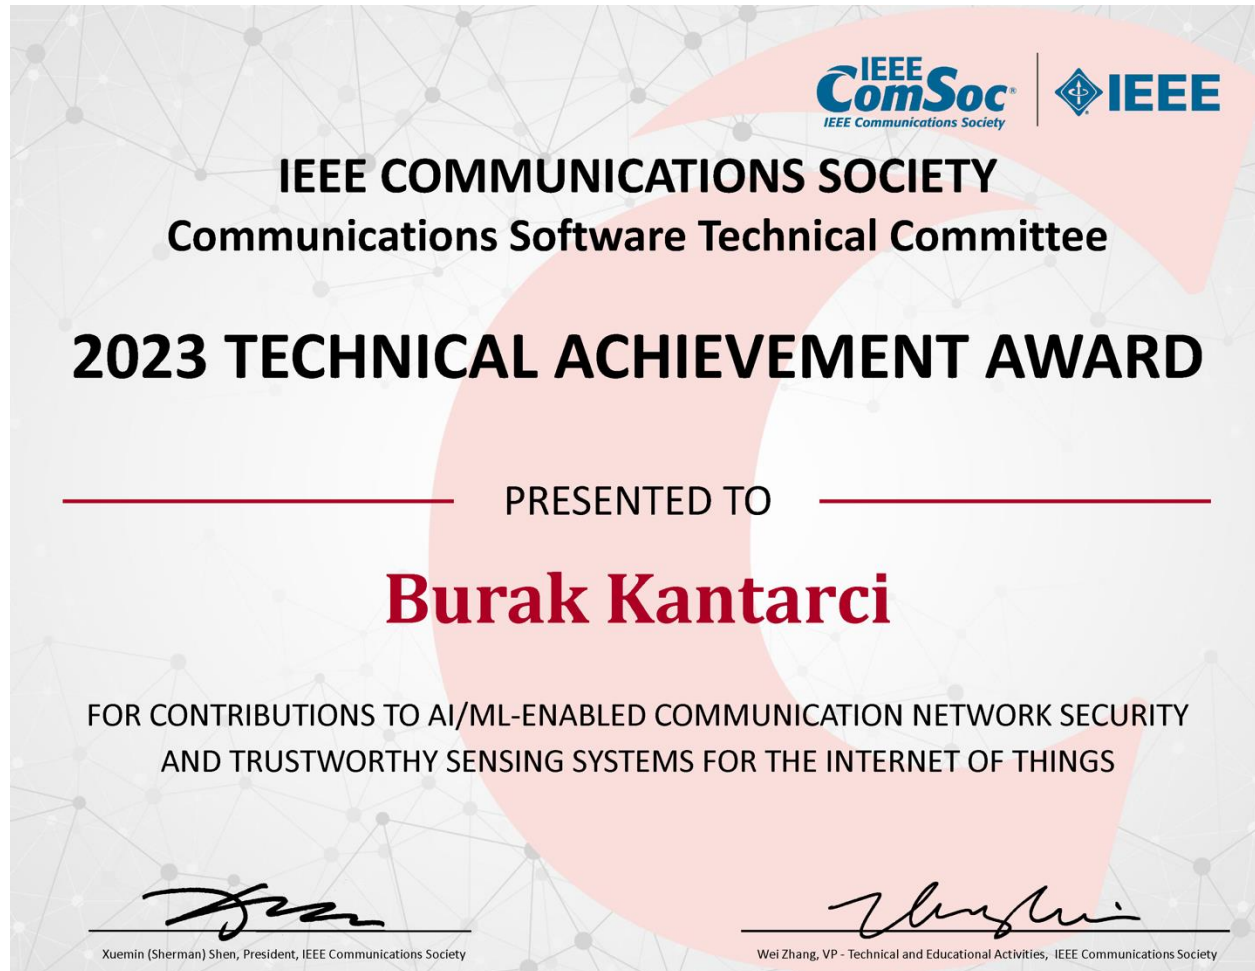 IEEE
ComSoc®
IEEE Communications Society
IEEE
IEEE COMMUNICATIONS SOCIETY
Communications Software Technical Committee
2023 TECHNICAL ACHIEVEMENT AWARD
PRESENTED TO
Burak Kantarci
FOR CONTRIBUTIONS TO AI/ML-ENABLED COMMUNICATION NETWORK SECURITY
AND TRUSTWORTHY SENSING SYSTEMS FOR THE INTERNET OF THINGS
Xuemin (Sherman) Shen, President, IEEE Communications Society
Wei Zhang, VP - Technical and Educational Activities, IEEE Communications Society